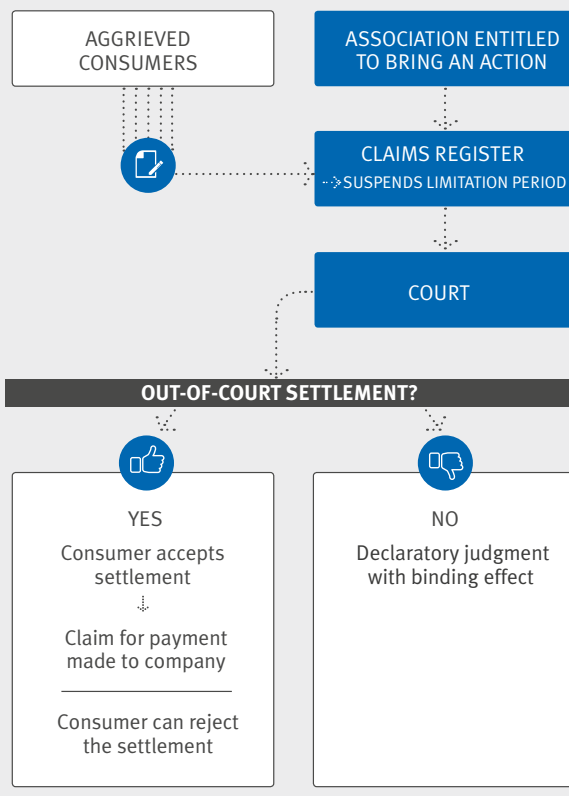 AGGRIEVED
CONSUMERS
ASSOCIATION ENTITLED
TO BRING AN ACTION
CLAIMS REGISTER
SUSPENDS LIMITATION PERIOD
COURT
OUT-OF-COURT SETTLEMENT?
YES
Consumer accepts
settlement
Claim for payment
made to company
Consumer can reject
the settlement
NO
Declaratory judgment
with binding effect